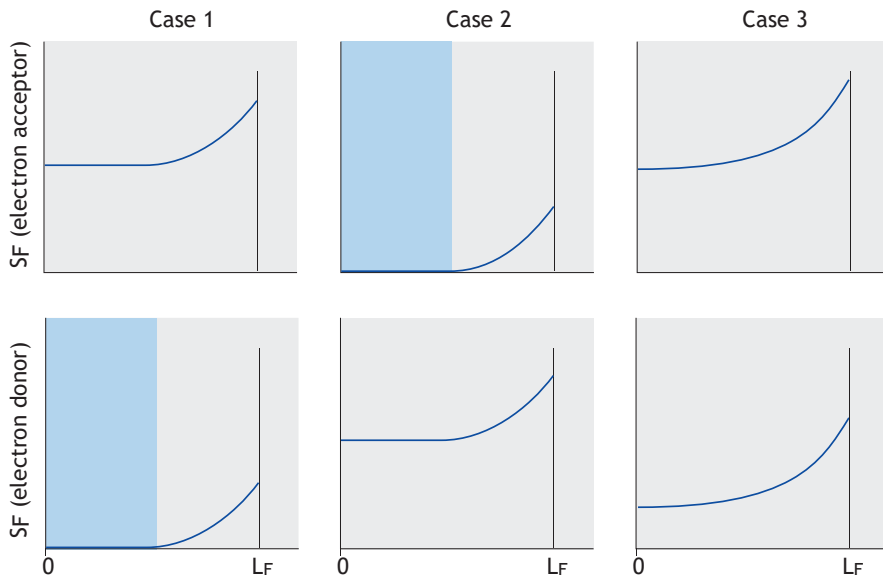 Case 1
Case 2
Case 3
SF (electron acceptor)
SF (electron donor)
0
LF
0
LF
0
LF